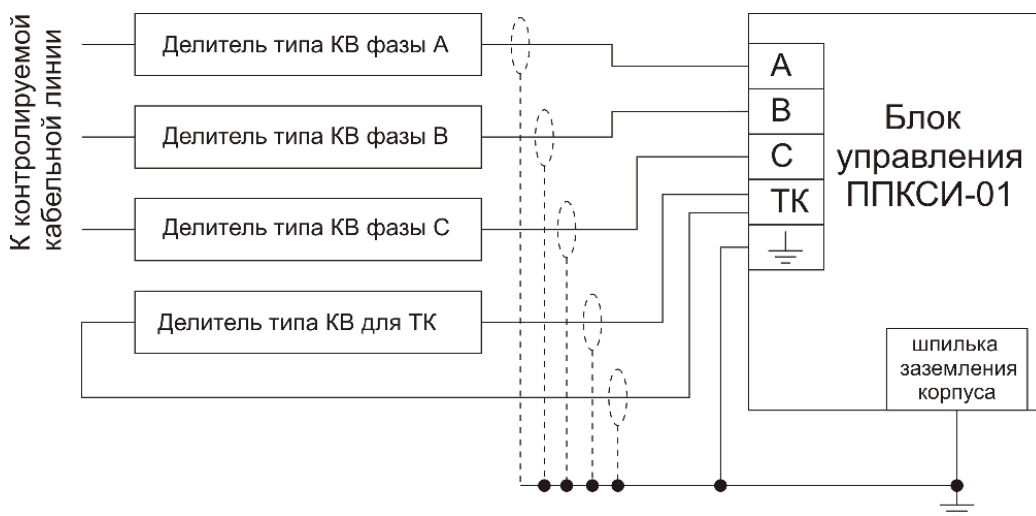 К контролируемой
кабельной линии
Делитель типа КВ фазы А
Делитель типа КВ фазы В
Делитель типа КВ фазы С
Делитель типа КВ для ТК
А
В
С
ТК
Блок
управления
ППКСИ-01
шпилька
заземления
корпуса